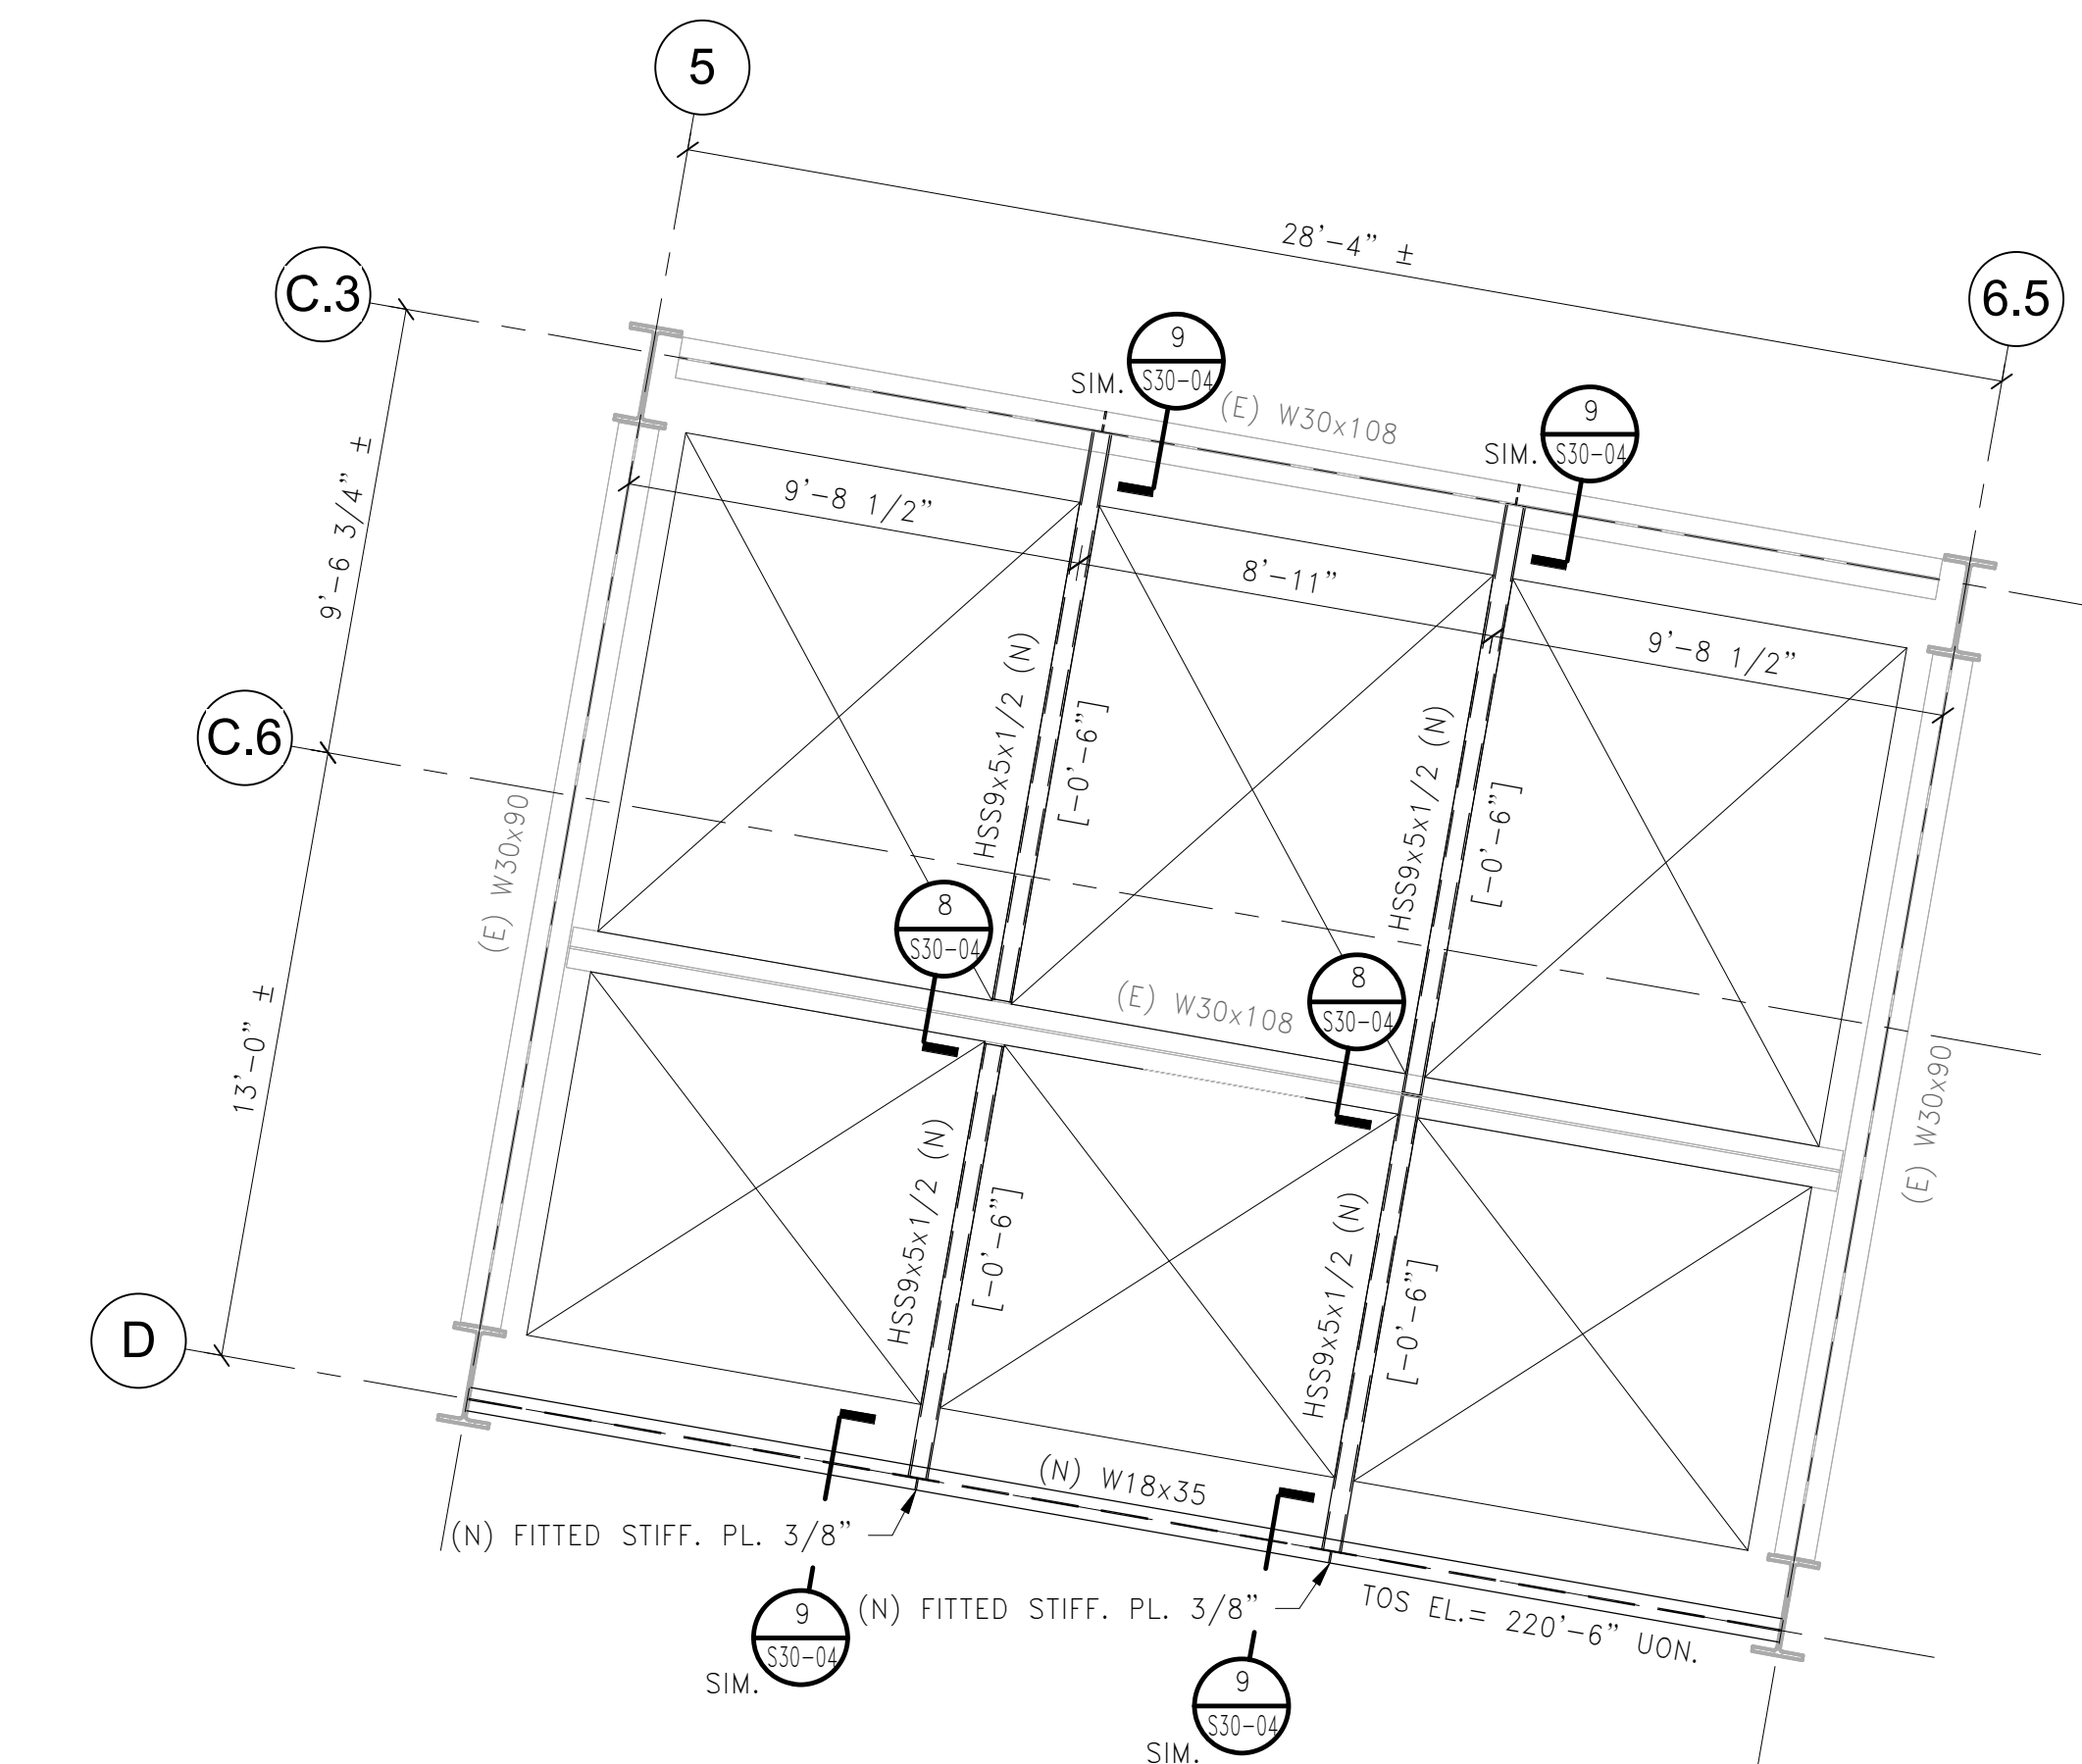 5
28'-4" ±
C.3
6.5
9
S30-04
SIM.
(E) W30x108
9
S30-04
SIM.
9'-6 3/4" ±
9'-8 1/2"
8'-11"
9'-8 1/2"
HSS9x5x1/2 (N)
[-0'-6"]
HSS9x5x1/2 (N)
[-0'-6"]
C.6
(E) W30x90
8
S30-04
(E) W30x108
8
S30-04
13'-0" ±
(E) W30x90
HSS9x5x1/2 (N)
[-0'-6"]
HSS9x5x1/2 (N)
[-0'-6"]
D
(N) W18x35
(N) FITTED STIFF. PL. 3/8"
(N) FITTED STIFF. PL. 3/8"
TOS EL.= 220'-6" UON.
9
S30-04
SIM.
9
S30-04
SIM.